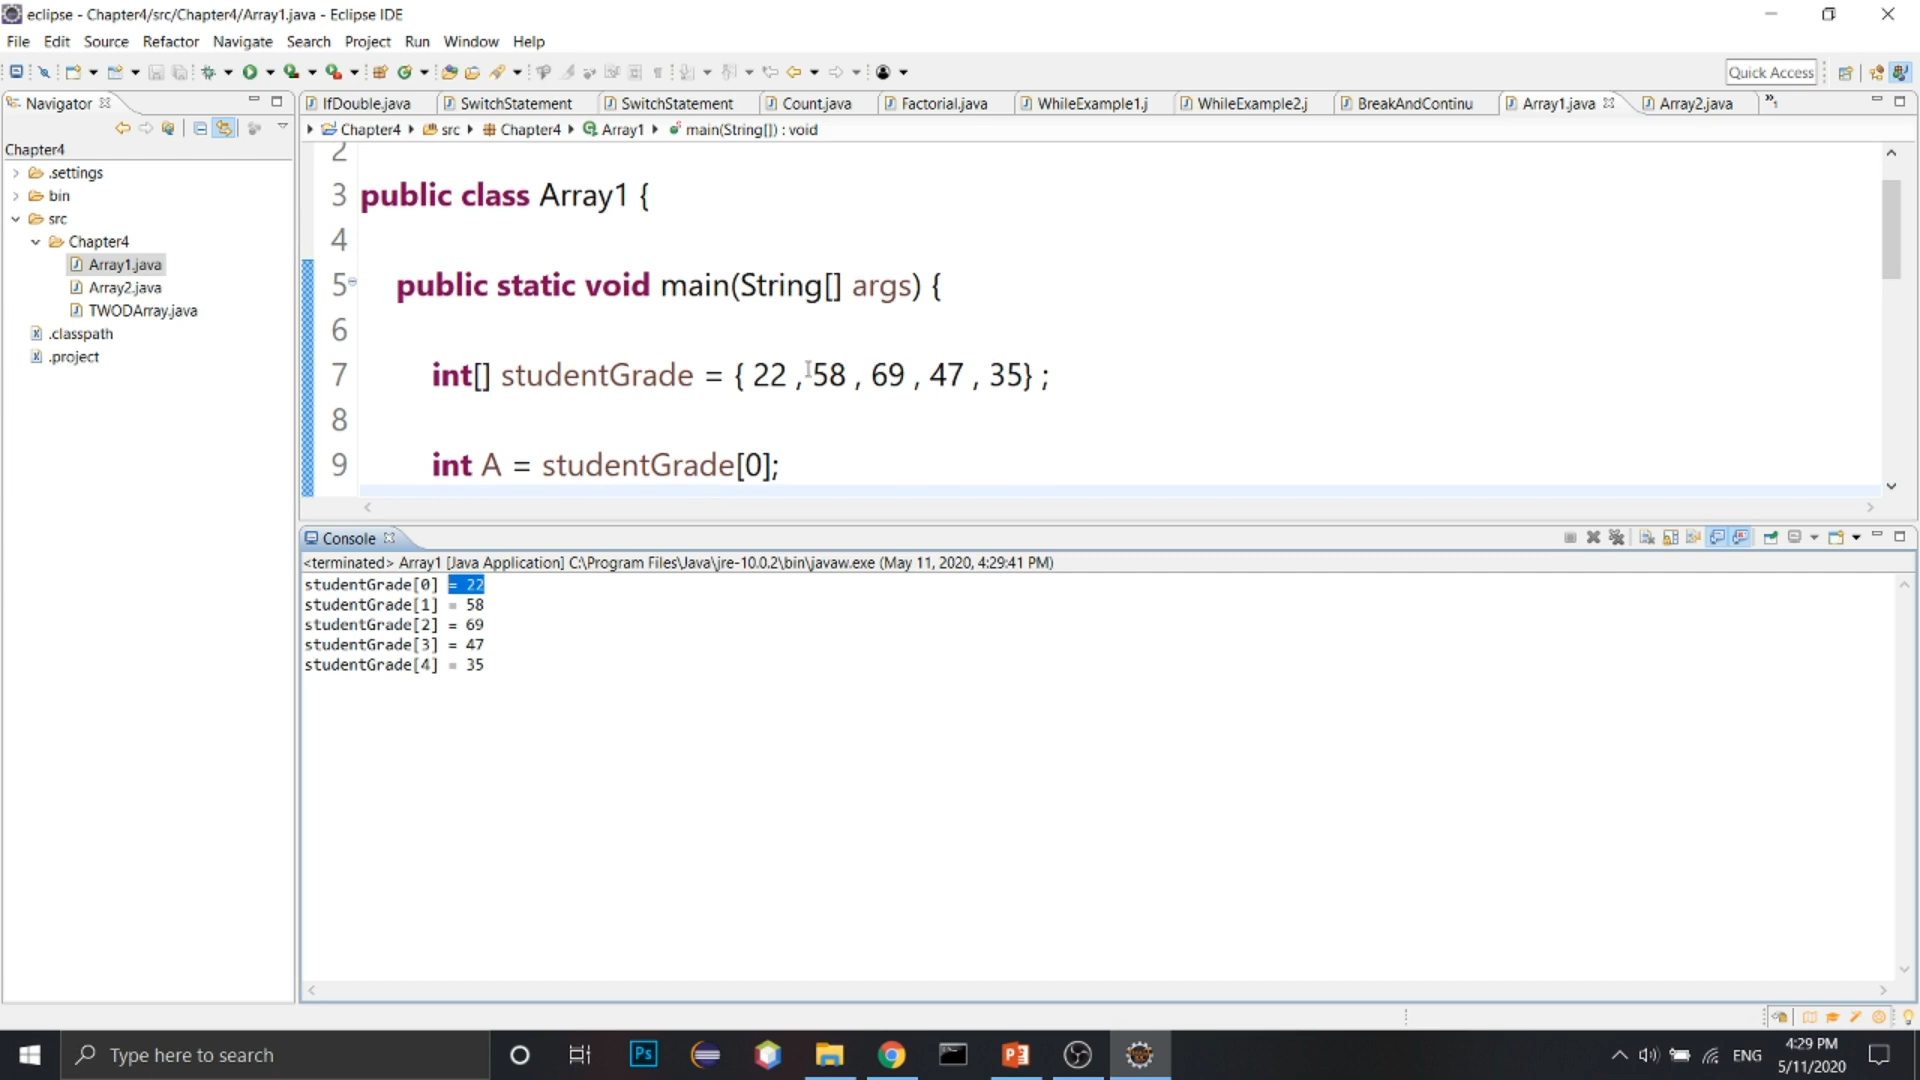 eclipse - Chapter4/src/Chapter4/Array1.java - Eclipse IDE
File Edit Source Refactor Navigate Search Project Run Window Help
Quick Access
Navigator
IfDouble.java SwitchStatement SwitchStatement Count.java Factorial.java WhileExample1.j WhileExample2.j BreakAndContinu Array1.java Array2.java »1
Chapter4 src Chapter4 Array1 main(String[]) : void
Chapter4
.settings
bin
src
Chapter4
Array1.java
Array2.java
TWODArray.java
.classpath
.project
2
3 public class Array1 {
4
5 public static void main(String[] args) {
6
7 int[] studentGrade = { 22 , 58 , 69 , 47 , 35} ;
8
9 int A = studentGrade[0];
Console
<terminated> Array1 [Java Application] C:\Program Files\Java\jre-10.0.2\bin\javaw.exe (May 11, 2020, 4:29:41 PM)
studentGrade[0] = 22
studentGrade[1] = 58
studentGrade[2] = 69
studentGrade[3] = 47
studentGrade[4] = 35
Type here to search
Ps
P
ENG
4:29 PM
5/11/2020